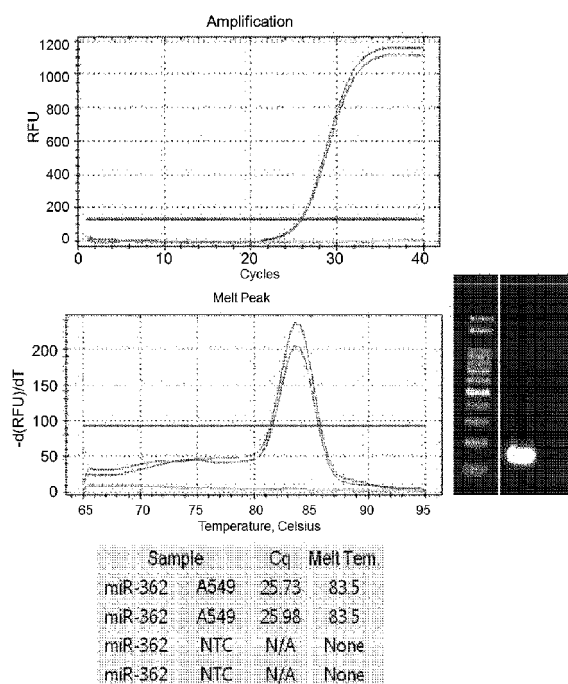 Amplification
1200
1000
800
600
400
200
0
RFU
0 10 20 30 40
Cycles
Melt Peak
200
150
100
50
0
-d(RFU)/dT
65 70 75 80 85 90 95
Temperature, Celsius
Sample Cq Melt Tem.
miR-362 A549 25.73 83.5
miR-362 A549 25.98 83.5
miR-362 NTC N/A None
miR-362 NTC N/A None